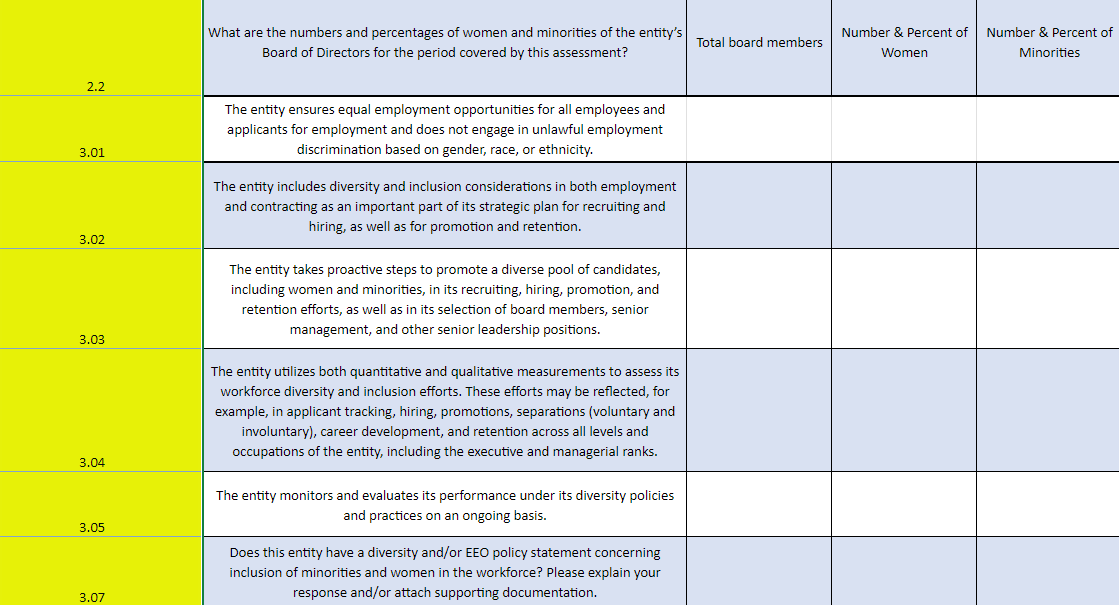 2.2
What are the numbers and percentages of women and minorities of the entity's
Board of Directors for the period covered by this assessment?
Total board members
Number & Percent of
Women
Number & Percent of
Minorities
3.01
The entity ensures equal employment opportunities for all employees and
applicants for employment and does not engage in unlawful employment
discrimination based on gender, race, or ethnicity.
3.02
The entity includes diversity and inclusion considerations in both employment
and contracting as an important part of its strategic plan for recruiting and
hiring, as well as for promotion and retention.
3.03
The entity takes proactive steps to promote a diverse pool of candidates,
including women and minorities, in its recruiting, hiring, promotion, and
retention efforts, as well as in its selection of board members, senior
management, and other senior leadership positions.
3.04
The entity utilizes both quantitative and qualitative measurements to assess its
workforce diversity and inclusion efforts. These efforts may be reflected, for
example, in applicant tracking, hiring, promotions, separations (voluntary and
involuntary), career development, and retention across all levels and
occupations of the entity, including the executive and managerial ranks.
3.05
The entity monitors and evaluates its performance under its diversity policies
and practices on an ongoing basis.
3.07
Does this entity have a diversity and/or EEO policy statement concerning
inclusion of minorities and women in the workforce? Please explain your
response and/or attach supporting documentation.